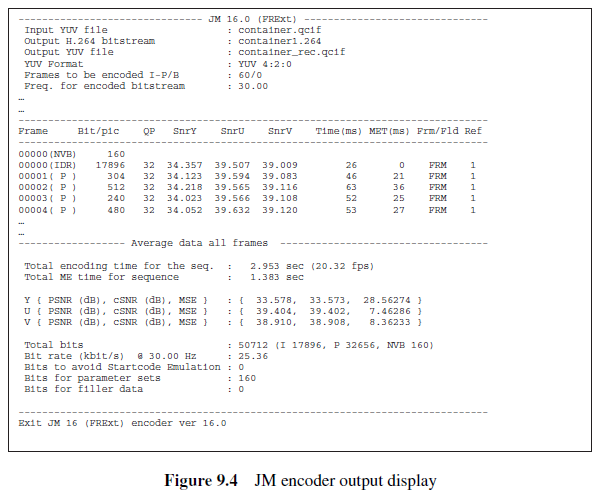 ---------------------------- JM 16.0 (FRExt) ----------------------------
Input YUV file : container.qcif
Output H.264 bitstream : container1.264
Output YUV file : container_rec.qcif
YUV Format : YUV 4:2:0
Frames to be encoded I-P/B : 60/0
Freq. for encoded bitstream : 30.00
…
…
-------------------------------------------------------------------------
Frame Bit/pic QP SnrY SnrU SnrV Time(ms) MET(ms) Frm/Fld Ref
-------------------------------------------------------------------------
00000(NVB) 160
00000(IDR) 17896 32 34.357 39.507 39.009 26 0 FRM 1
00001( P ) 304 32 34.123 39.594 39.083 46 21 FRM 1
00002( P ) 512 32 34.218 39.565 39.116 63 36 FRM 1
00003( P ) 240 32 34.023 39.566 39.108 52 25 FRM 1
00004( P ) 480 32 34.052 39.632 39.120 53 27 FRM 1
…
…
----------------- Average data all frames ---------------------------------
Total encoding time for the seq. : 2.953 sec (20.32 fps)
Total ME time for sequence : 1.383 sec
Y { PSNR (dB), cSNR (dB), MSE } : { 33.578, 33.573, 28.56274 }
U { PSNR (dB), cSNR (dB), MSE } : { 39.404, 39.402, 7.46286 }
V { PSNR (dB), cSNR (dB), MSE } : { 38.910, 38.908, 8.36233 }
Total bits : 50712 (I 17896, P 32656, NVB 160)
Bit rate (kbit/s) @ 30.00 Hz : 25.36
Bits to avoid Startcode Emulation : 0
Bits for parameter sets : 160
Bits for filler data : 0
-------------------------------------------------------------------------
Exit JM 16 (FRExt) encoder ver 16.0
Figure 9.4 JM encoder output display